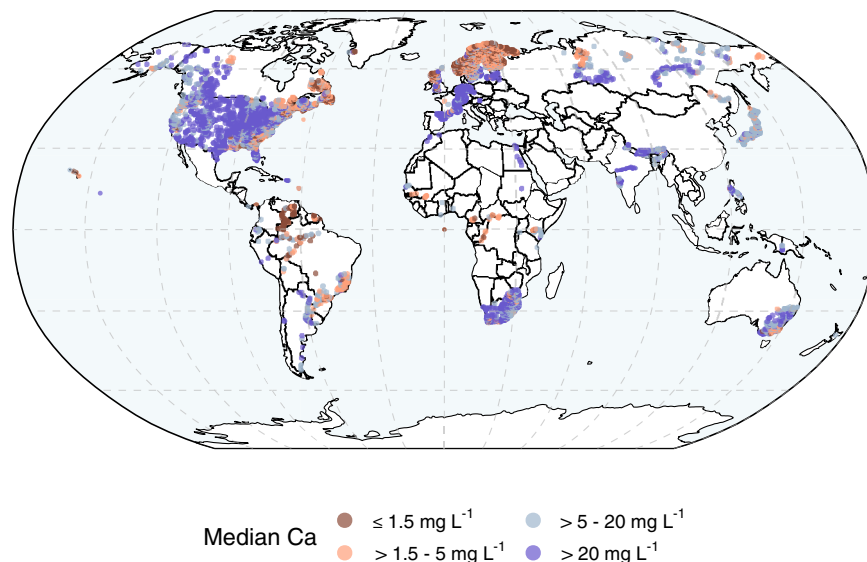 Median Ca
≤ 1.5 mg L⁻¹
> 5 - 20 mg L⁻¹
> 1.5 - 5 mg L⁻¹
> 20 mg L⁻¹